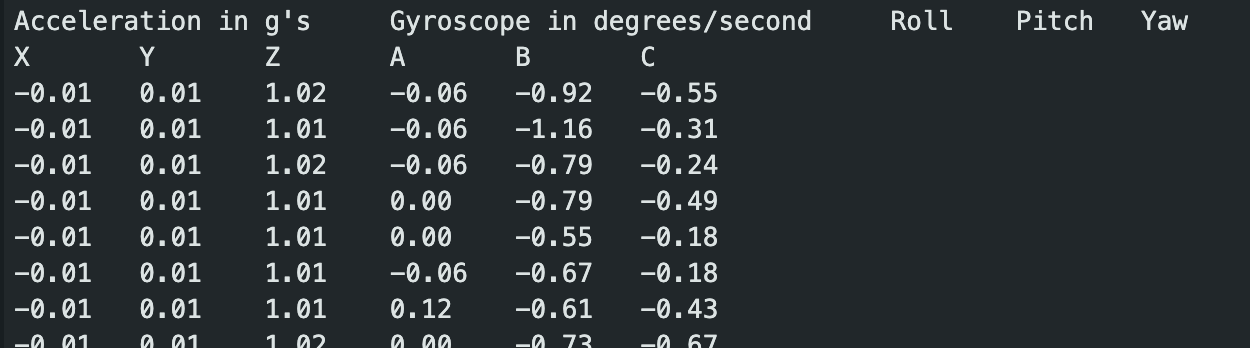 Acceleration in g's Gyroscope in degrees/second Roll Pitch Yaw
X Y Z A B C
-0.01 0.01 1.02 -0.06 -0.92 -0.55
-0.01 0.01 1.01 -0.06 -1.16 -0.31
-0.01 0.01 1.02 -0.06 -0.79 -0.24
-0.01 0.01 1.01 0.00 -0.79 -0.49
-0.01 0.01 1.01 0.00 -0.55 -0.18
-0.01 0.01 1.01 -0.06 -0.67 -0.18
-0.01 0.01 1.01 0.12 -0.61 -0.43
-0.01 0.01 1.02 0.00 -0.73 -0.67